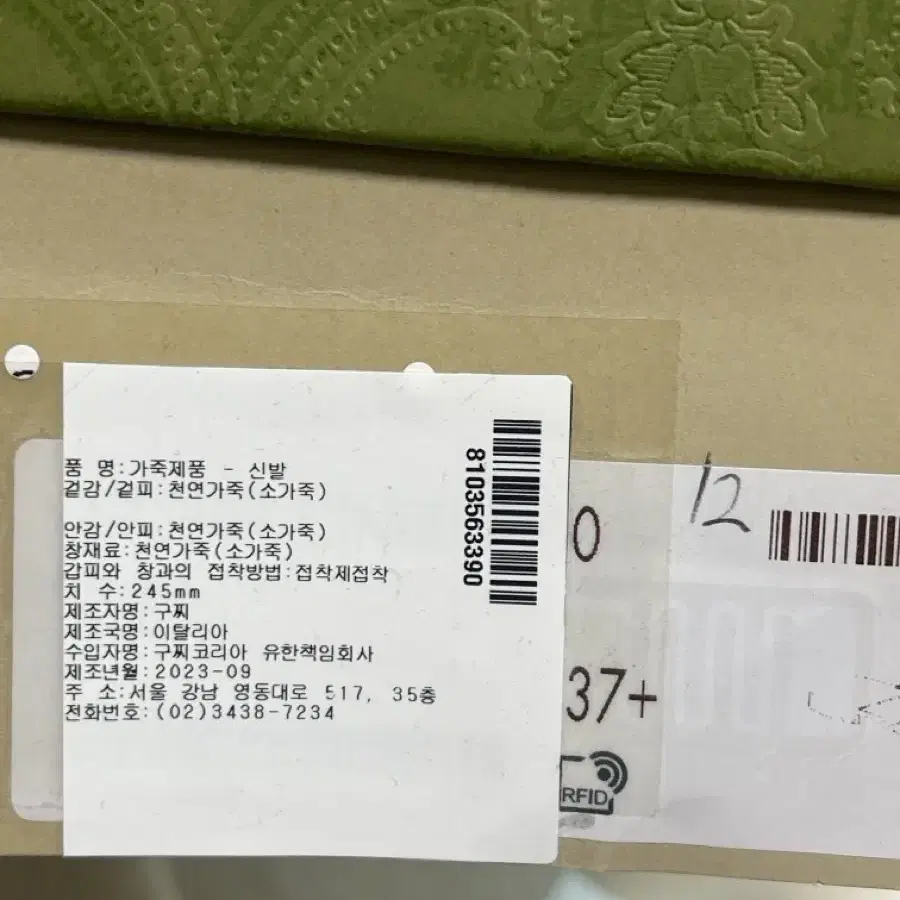 품 명:가죽제품 - 신발
겉감/겉피:천연가죽(소가죽)
안감/안피:천연가죽(소가죽)
창재료:천연가죽(소가죽)
갑피와 창과의 접착방법:접착제접착
치 수:245mm
제조자명:구찌
제조국명:이탈리아
수입자명:구찌코리아 유한책임회사
제조년월:2023-09
주 소:서울 강남 영동대로 517, 35층
전화번호:(02)3438-7234
8103563390
0
12
37+
RFID